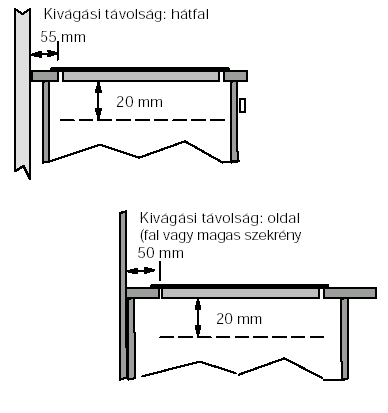 Kivágási távolság: hátfal
55 mm
20 mm
Kivágási távolság: oldal
(fal vagy magas szekrény
50 mm
20 mm